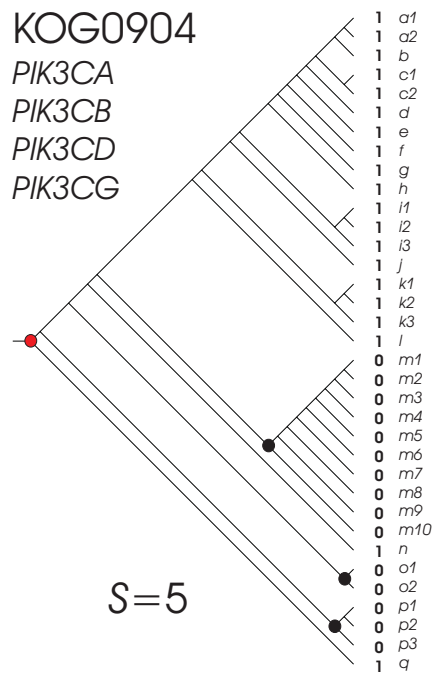 KOG0904
PIK3CA
PIK3CB
PIK3CD
PIK3CG
1 a1
1 a2
1 b
1 c1
1 c2
1 d
1 e
1 f
1 g
1 h
1 i1
1 i2
1 i3
1 j
1 k1
1 k2
1 k3
1 l
0 m1
0 m2
0 m3
0 m4
0 m5
0 m6
0 m7
0 m8
0 m9
0 m10
1 n
0 o1
0 o2
0 p1
0 p2
0 p3
1 q
S=5